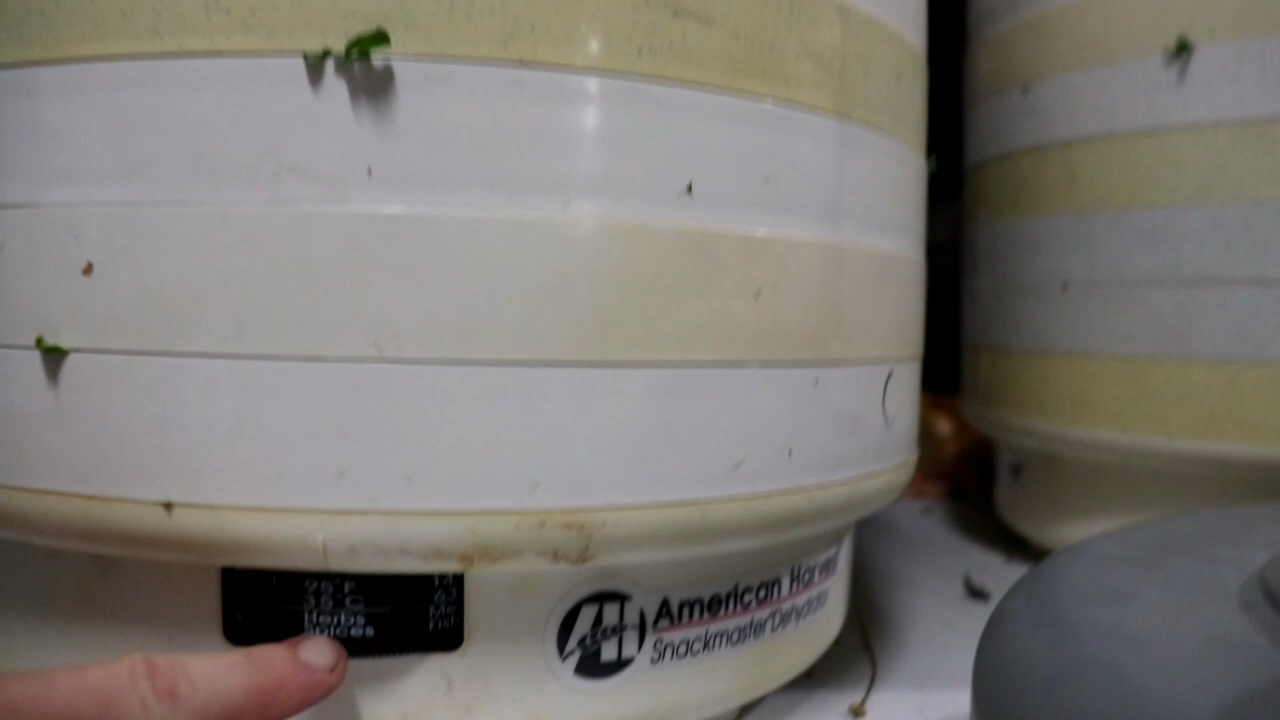 95°F
35°C
Herbs
Spices
American Harvest
Snackmaster Dehydrator